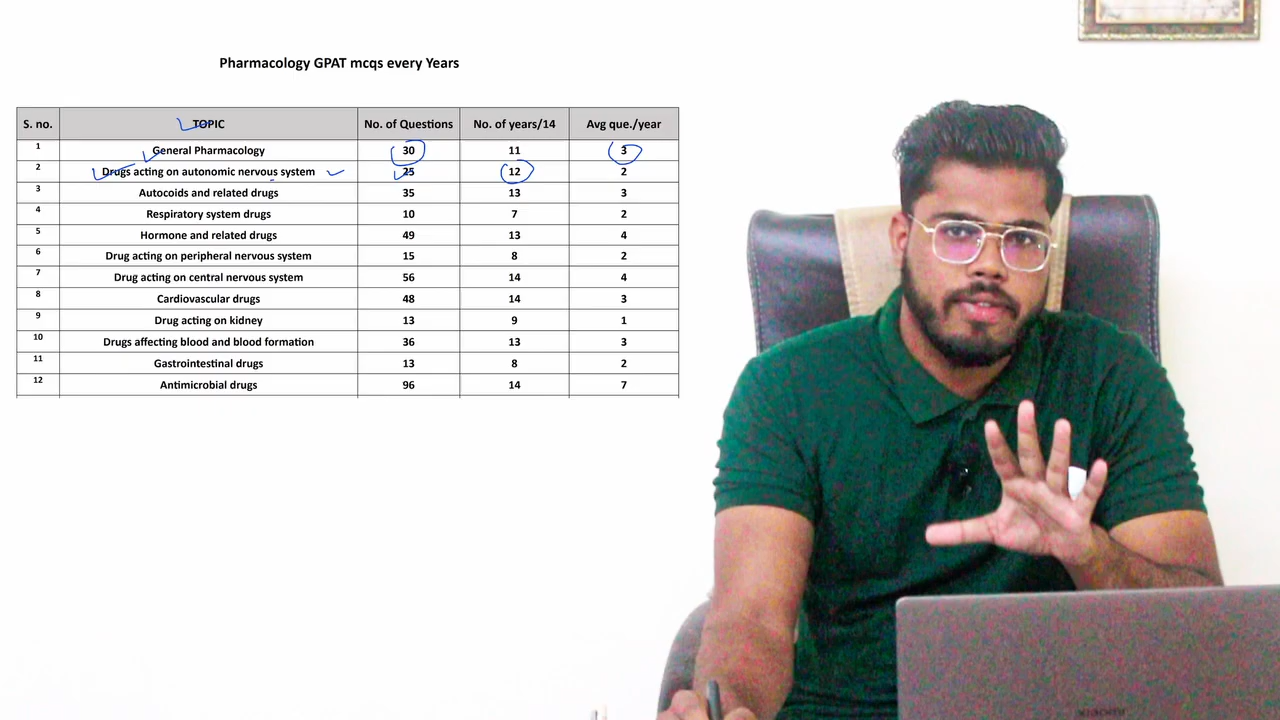 Pharmacology GPAT mcqs every Years
S. no. TOPIC No. of Questions No. of years/14 Avg que./year
1 General Pharmacology 30 11 3
2 Drugs acting on autonomic nervous system 25 12 2
3 Autocoids and related drugs 35 13 3
4 Respiratory system drugs 10 7 2
5 Hormone and related drugs 49 13 4
6 Drug acting on peripheral nervous system 15 8 2
7 Drug acting on central nervous system 56 14 4
8 Cardiovascular drugs 48 14 3
9 Drug acting on kidney 13 9 1
10 Drugs affecting blood and blood formation 36 13 3
11 Gastrointestinal drugs 13 8 2
12 Antimicrobial drugs 96 14 7